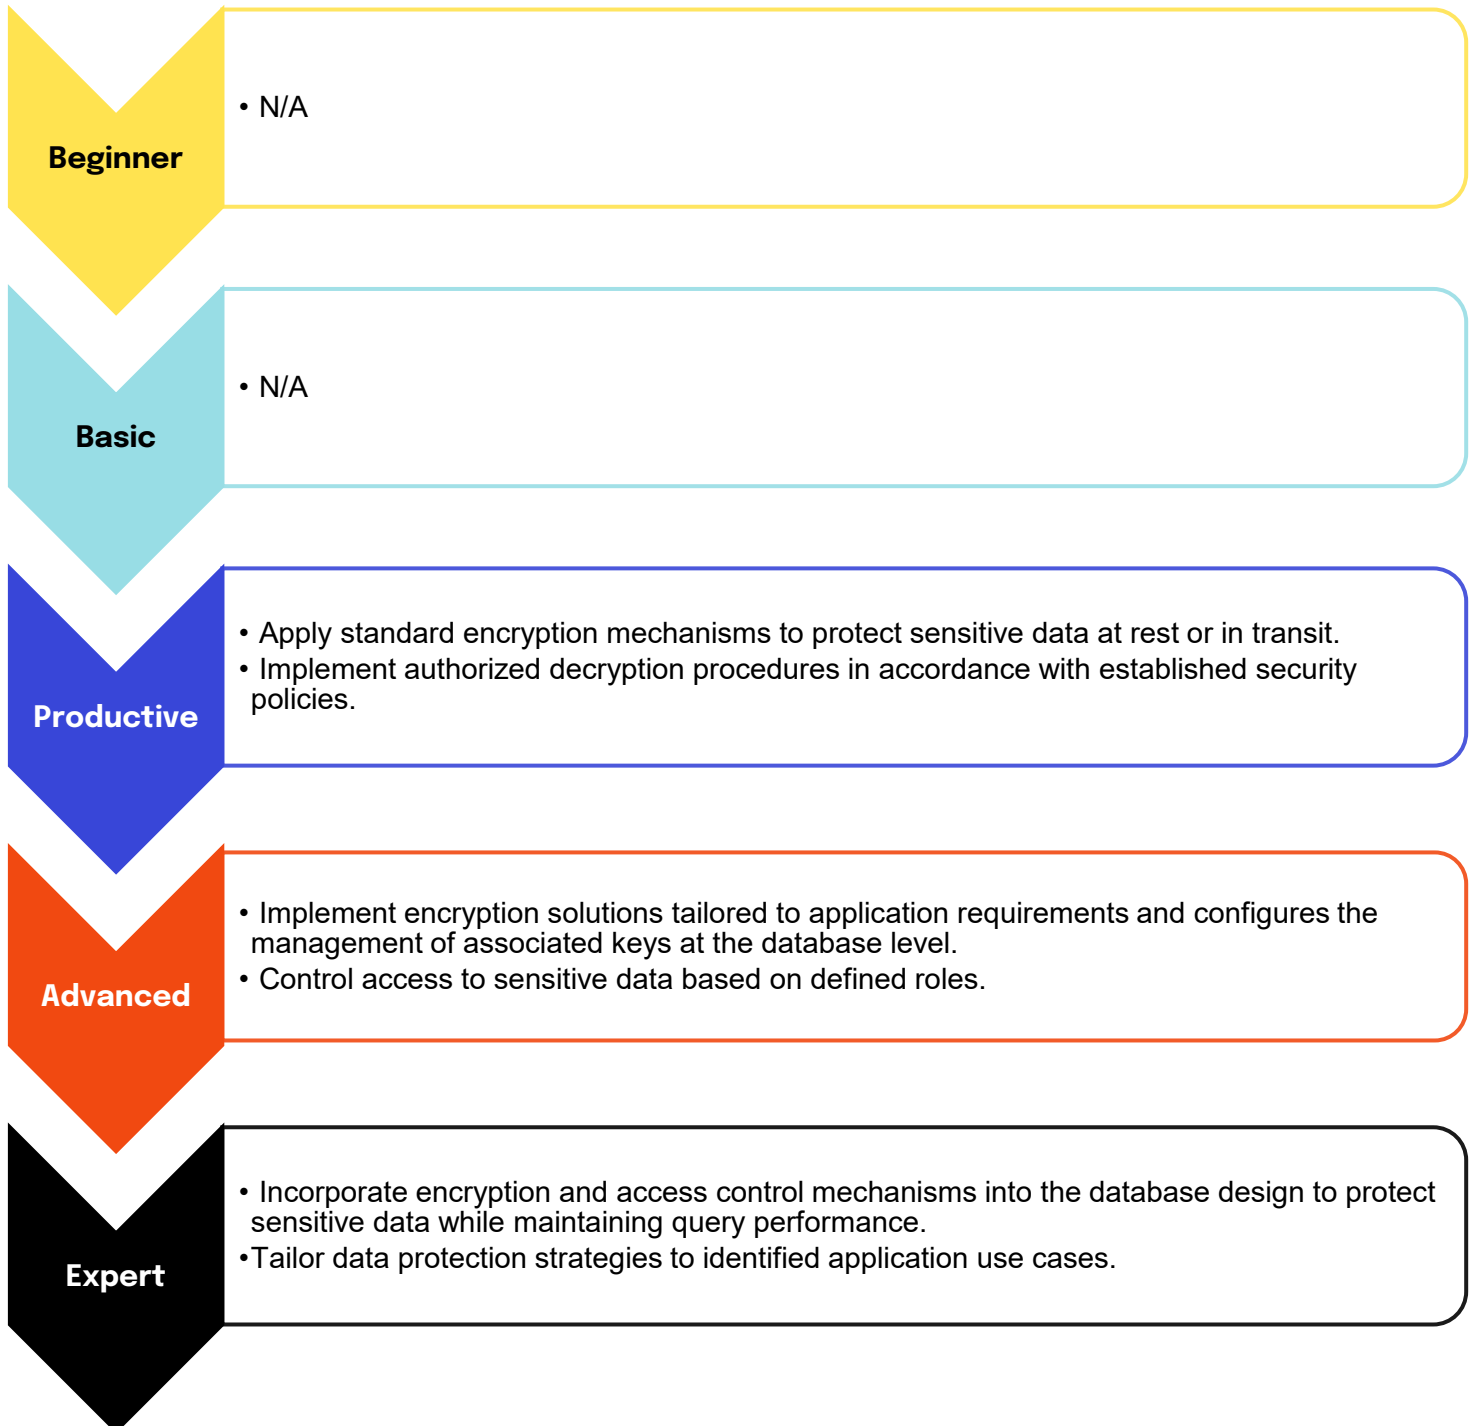 Beginner
• N/A
Basic
• N/A
Productive
• Apply standard encryption mechanisms to protect sensitive data at rest or in transit.
• Implement authorized decryption procedures in accordance with established security
policies.
Advanced
• Implement encryption solutions tailored to application requirements and configures the
management of associated keys at the database level.
• Control access to sensitive data based on defined roles.
Expert
• Incorporate encryption and access control mechanisms into the database design to protect
sensitive data while maintaining query performance.
•Tailor data protection strategies to identified application use cases.